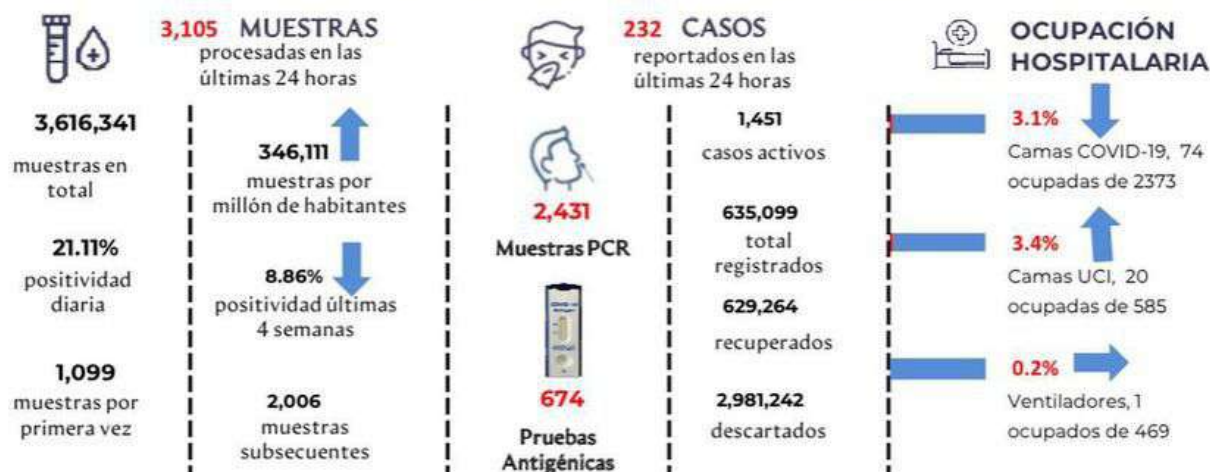 3,105 MUESTRAS
procesadas en las
últimas 24 horas
3,616,341
muestras en
total
21.11%
positividad
diaria
1,099
muestras por
primera vez
346,111
muestras por
millón de habitantes
8.86%
positividad últimas
4 semanas
2,006
muestras
subsecuentes
232 CASOS
reportados en las
últimas 24 horas
2,431
Muestras PCR
674
Pruebas
Antigénicas
1,451
casos activos
635,099
total
registrados
629,264
recuperados
2,981,242
descartados
OCUPACIÓN
HOSPITALARIA
3.1%
Camas COVID-19, 74
ocupadas de 2373
3.4%
Camas UCI, 20
ocupadas de 585
0.2%
Ventiladores, 1
ocupados de 469